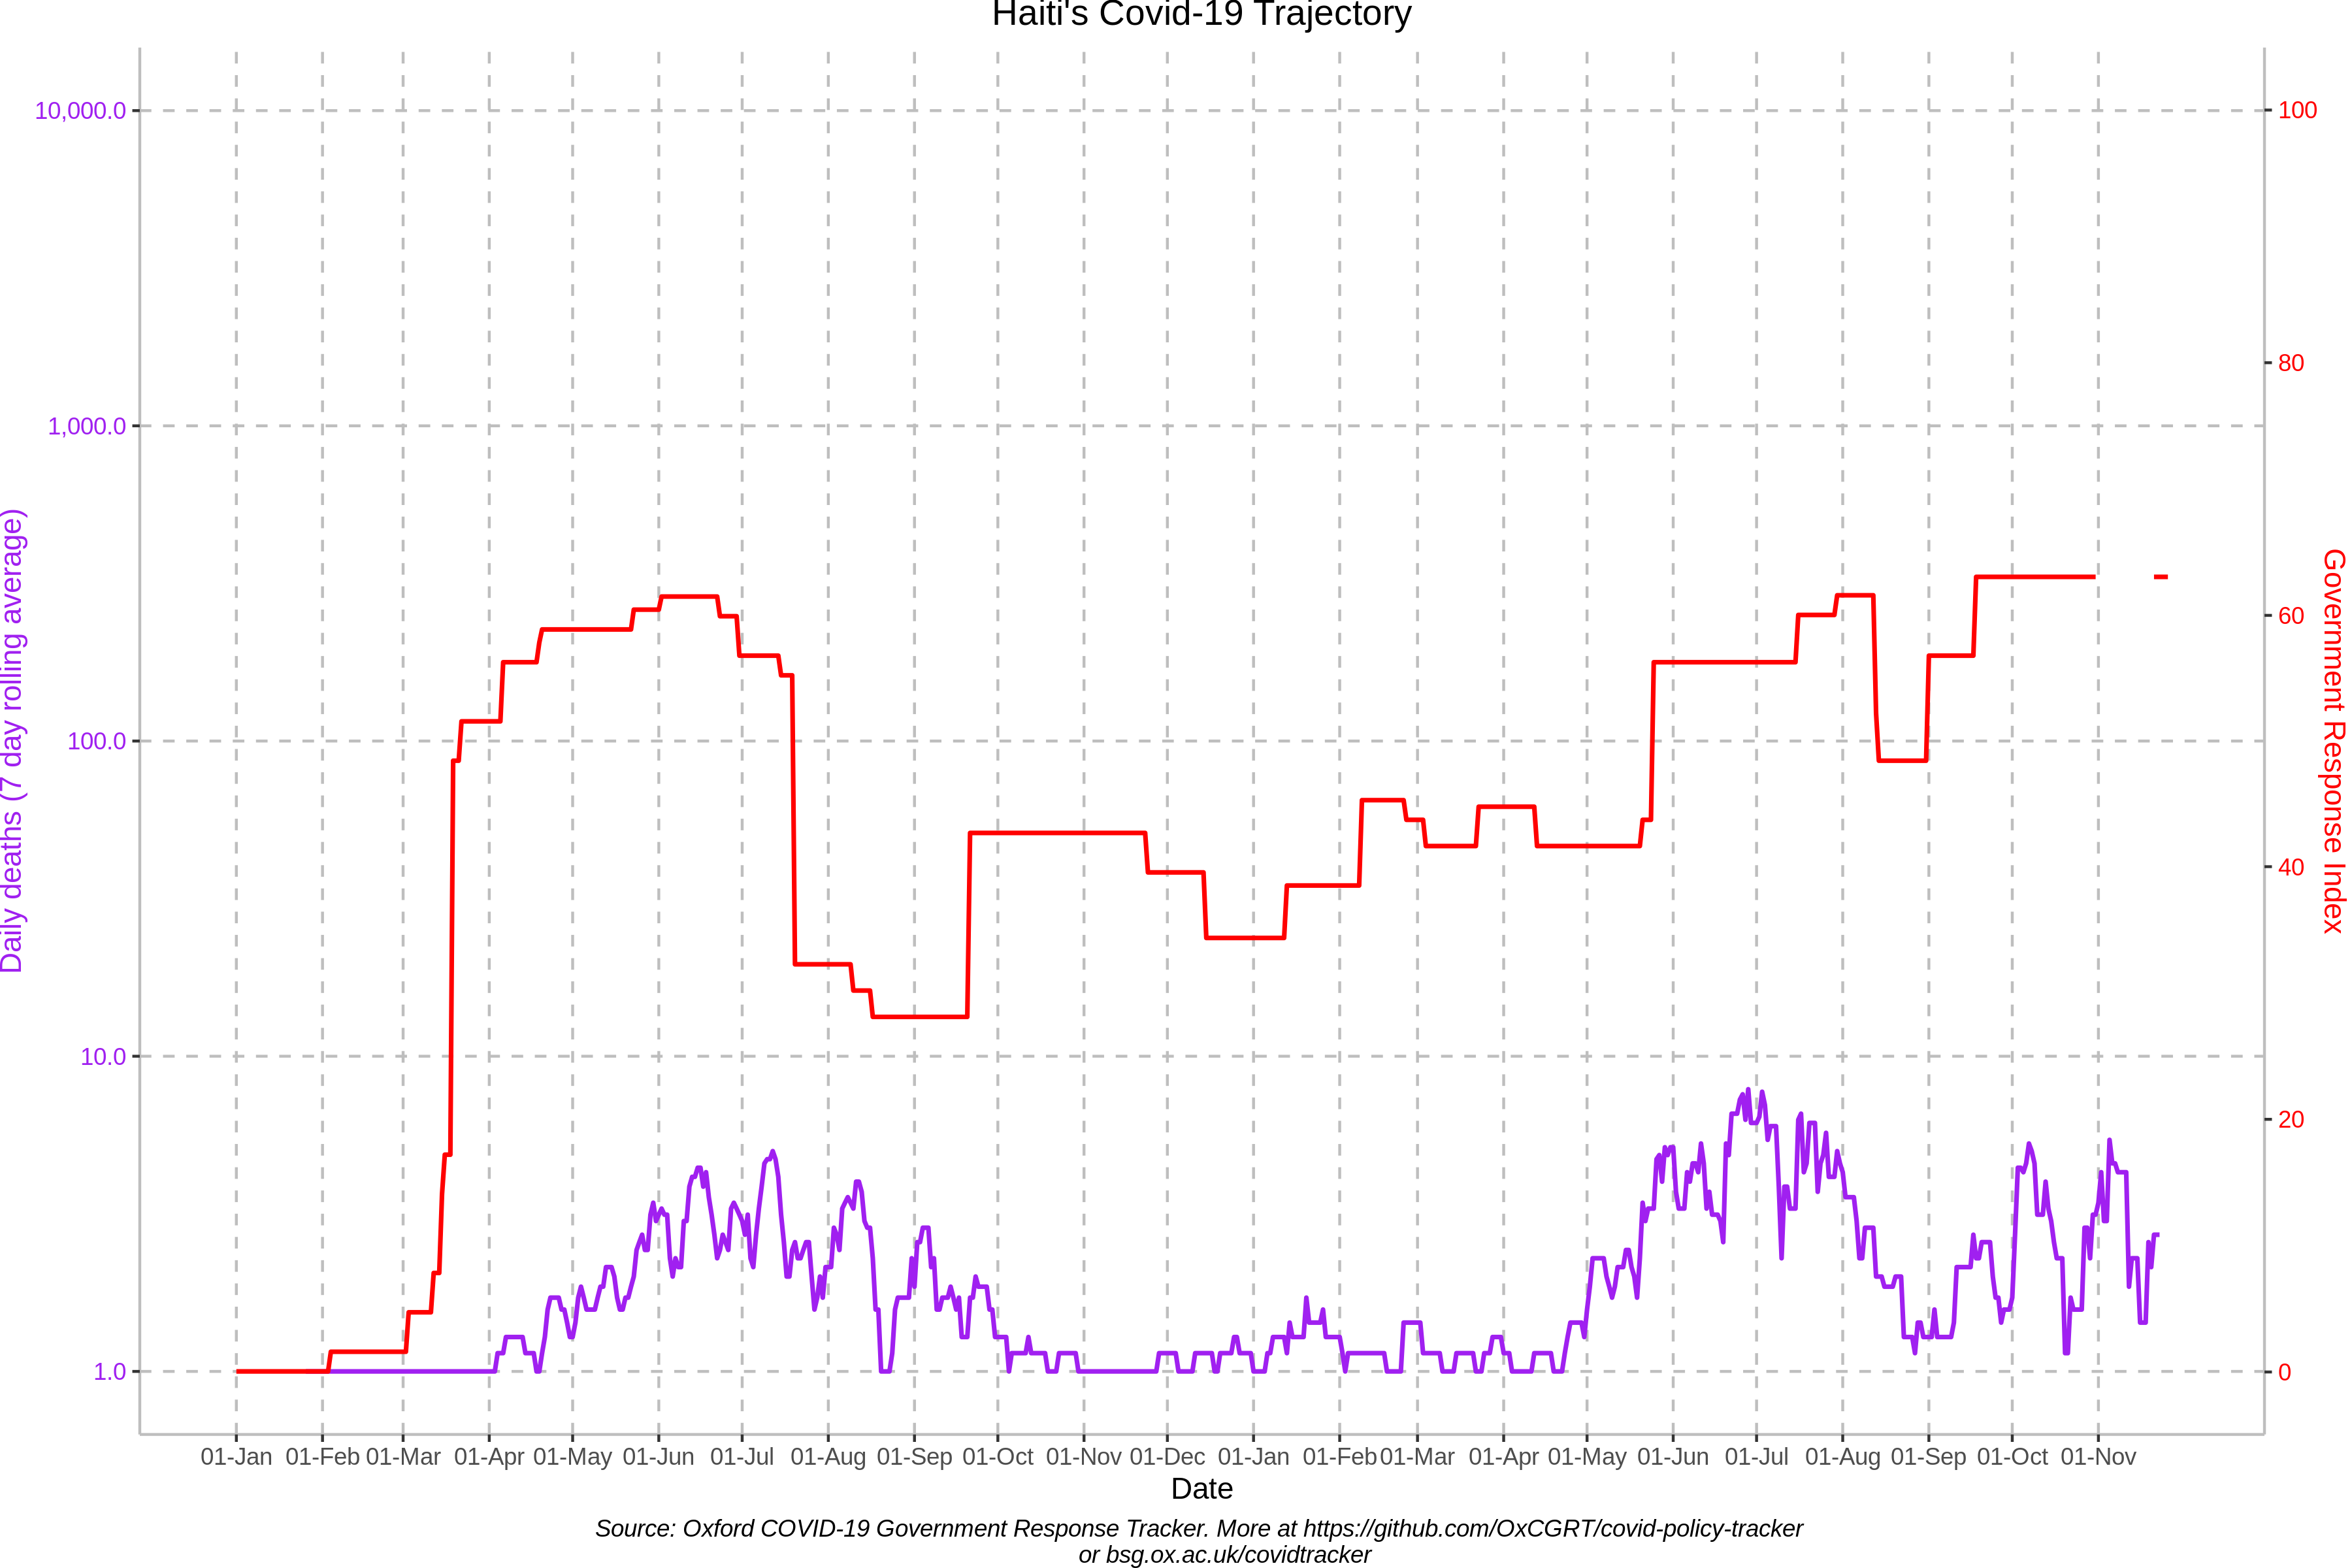 Haiti's Covid-19 Trajectory
10,000.0
1,000.0
100.0
10.0
1.0
Daily deaths (7 day rolling average)
100
80
60
40
20
0
Government Response Index
01-Jan 01-Feb 01-Mar 01-Apr 01-May 01-Jun 01-Jul 01-Aug 01-Sep 01-Oct 01-Nov 01-Dec 01-Jan 01-Feb 01-Mar 01-Apr 01-May 01-Jun 01-Jul 01-Aug 01-Sep 01-Oct 01-Nov
Date
Source: Oxford COVID-19 Government Response Tracker. More at https://github.com/OxCGRT/covid-policy-tracker
or bsg.ox.ac.uk/covidtracker